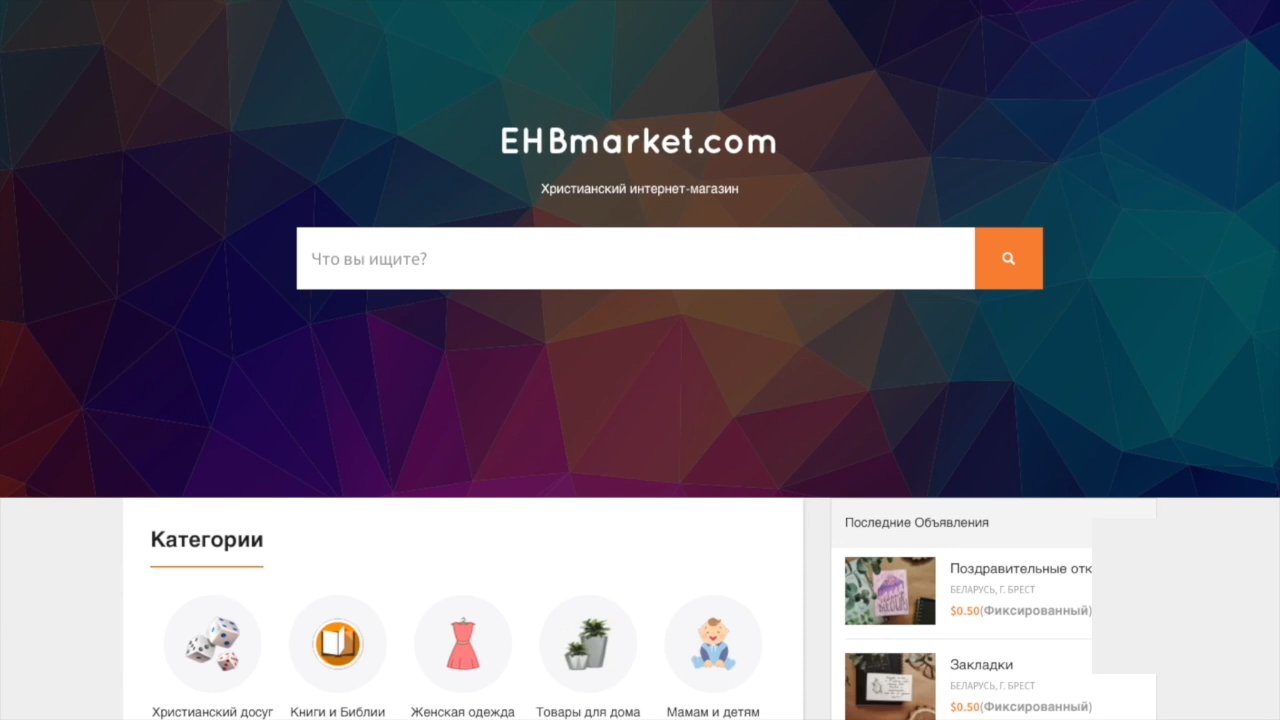 EHBmarket.com
Христианский интернет-магазин
Что вы ищите?
Категории
Христианский досуг
Книги и Библии
Женская одежда
Товары для дома
Мамам и детям
Последние Объявления
Поздравительные отк
БЕЛАРУСЬ, Г. БРЕСТ
$0.50(Фиксированный)
Закладки
БЕЛАРУСЬ, Г. БРЕСТ
$0.50(Фиксированный)